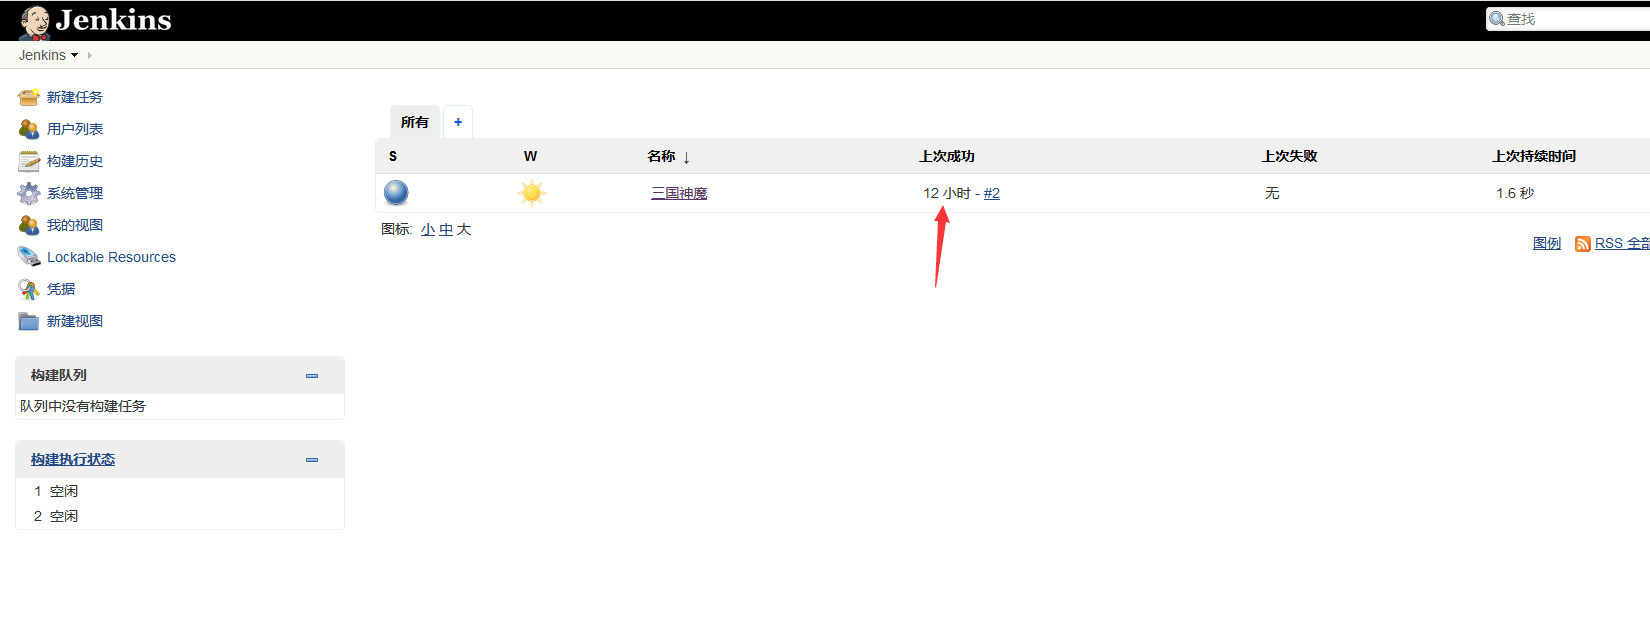 Jenkins
查找
Jenkins
新建任务
用户列表
构建历史
系统管理
我的视图
Lockable Resources
凭据
新建视图
构建队列
队列中没有构建任务
构建执行状态
1 空闲
2 空闲
所有 +
S W 名称 ↓ 上次成功 上次失败 上次持续时间
三国神魔 12 小时 - #2 无 1.6 秒
图标: 小 中 大
图例 RSS 全部